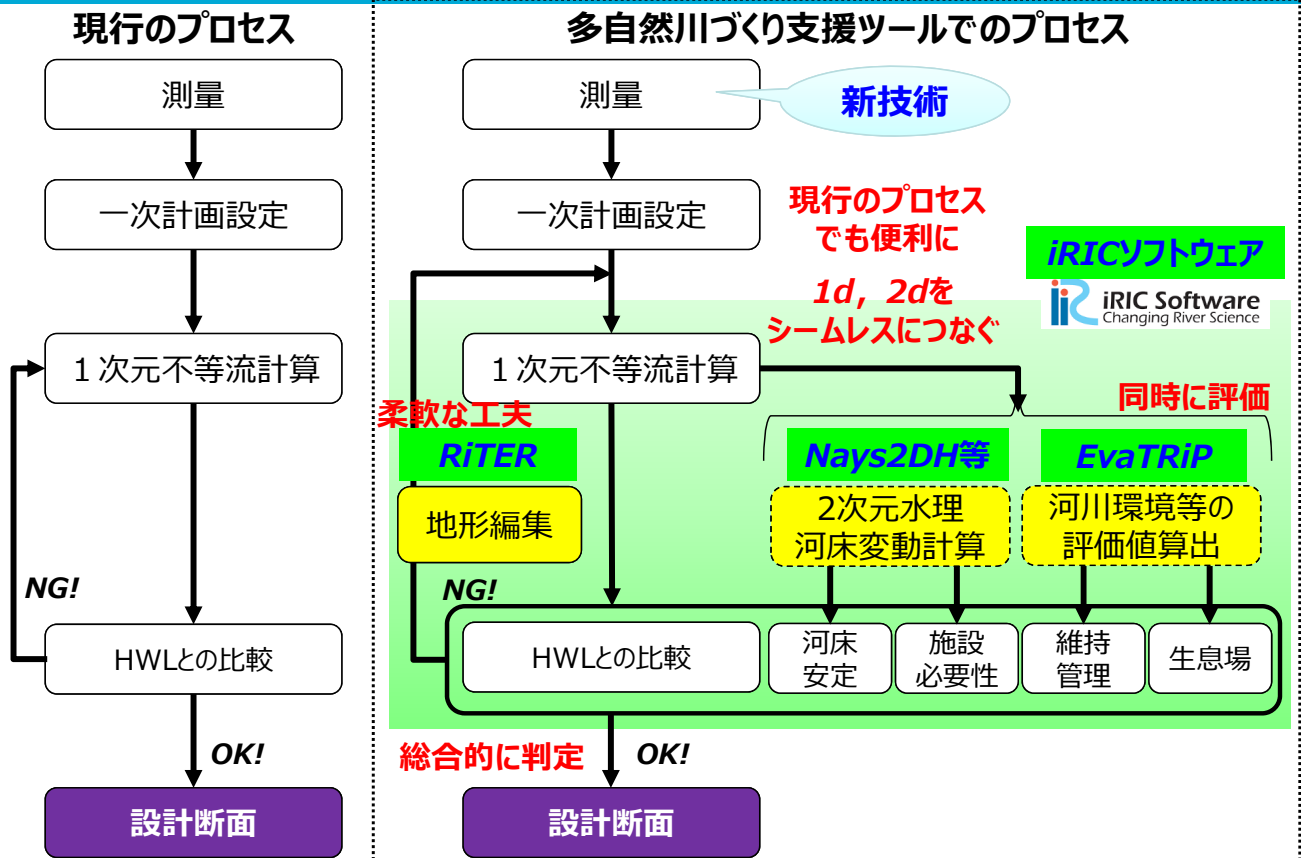 現行のプロセス
測量
一次計画設定
１次元不等流計算
NG!
HWLとの比較
OK!
設計断面
多自然川づくり支援ツールでのプロセス
測量
新技術
一次計画設定
現行のプロセス
でも便利に
1d，2dを
シームレスにつなぐ
iRICソフトウェア
iRIC Software
Changing River Science
１次元不等流計算
同時に評価
柔軟な工夫
RiTER
地形編集
Nays2DH等
2次元水理
河床変動計算
EvaTRiP
河川環境等の
評価値算出
NG!
HWLとの比較
河床
安定
施設
必要性
維持
管理
生息場
総合的に判定
OK!
設計断面